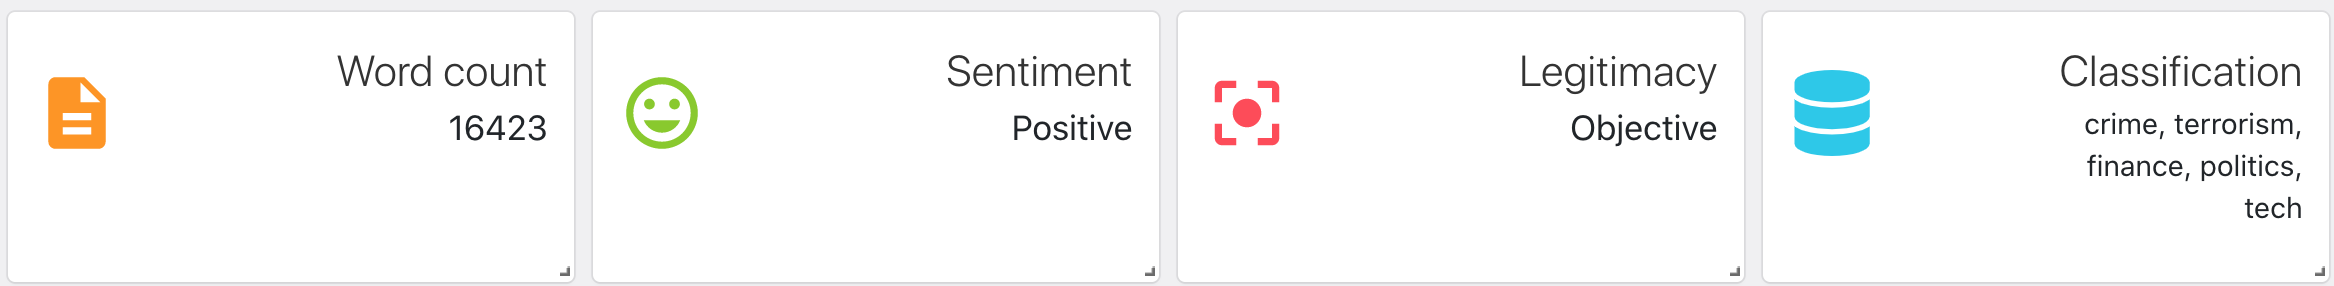 Word count
16423
Sentiment
Positive
Legitimacy
Objective
Classification
crime, terrorism,
finance, politics,
tech